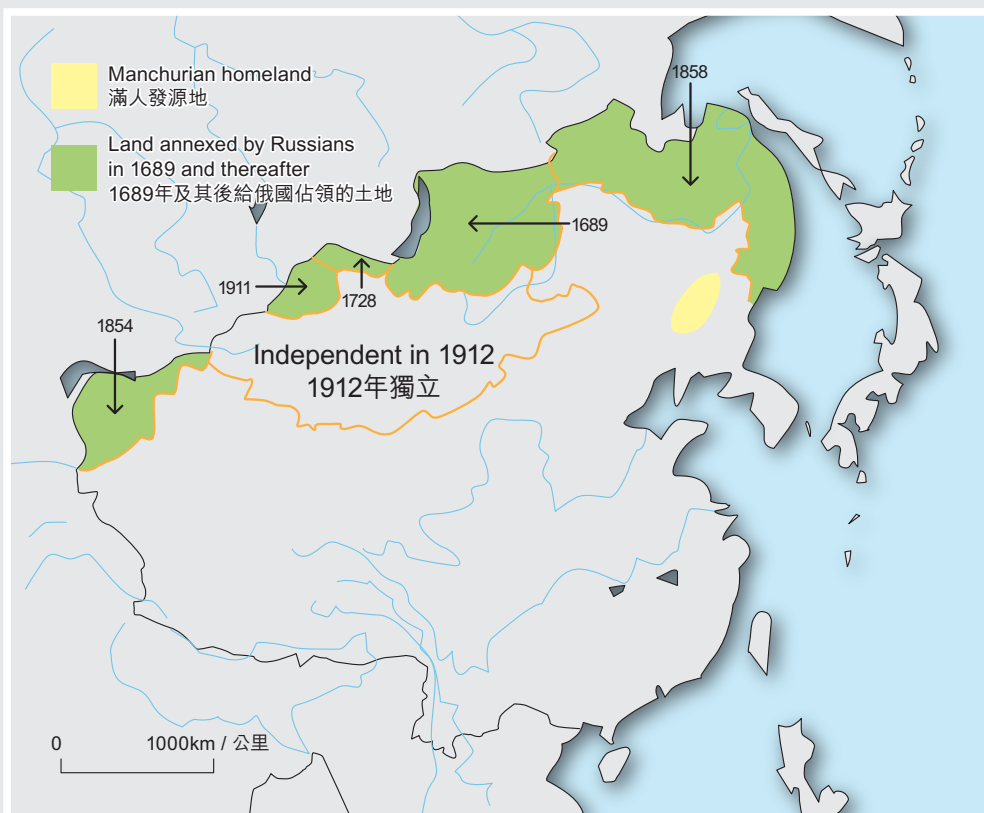 Manchurian homeland
滿人發源地
Land annexed by Russians
in 1689 and thereafter
1689年及其後給俄國佔領的土地
1858
1689
1911
1728
1854
Independent in 1912
1912年獨立
0 1000km / 公里